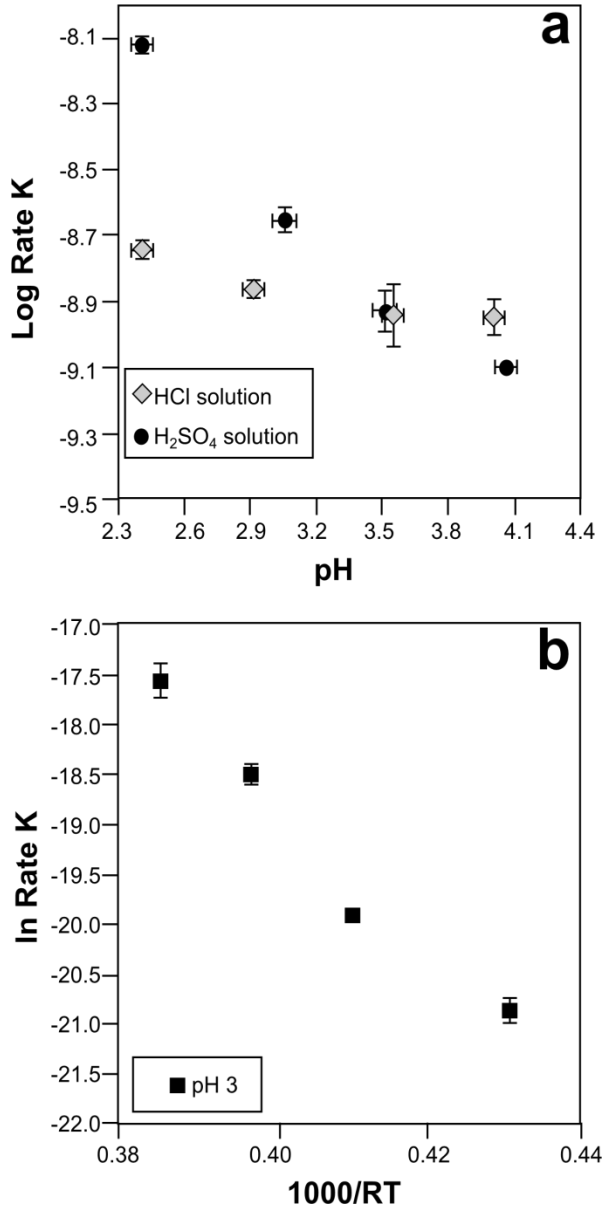 a
-8.1
-8.3
-8.5
-8.7
-8.9
-9.1
-9.3
-9.5
Log Rate K
HCl solution
H₂SO₄ solution
2.3 2.6 2.9 3.2 3.5 3.8 4.1 4.4
pH
b
-17.0
-17.5
-18.0
-18.5
-19.0
-19.5
-20.0
-20.5
-21.0
-21.5
-22.0
ln Rate K
pH 3
0.38 0.40 0.42 0.44
1000/RT